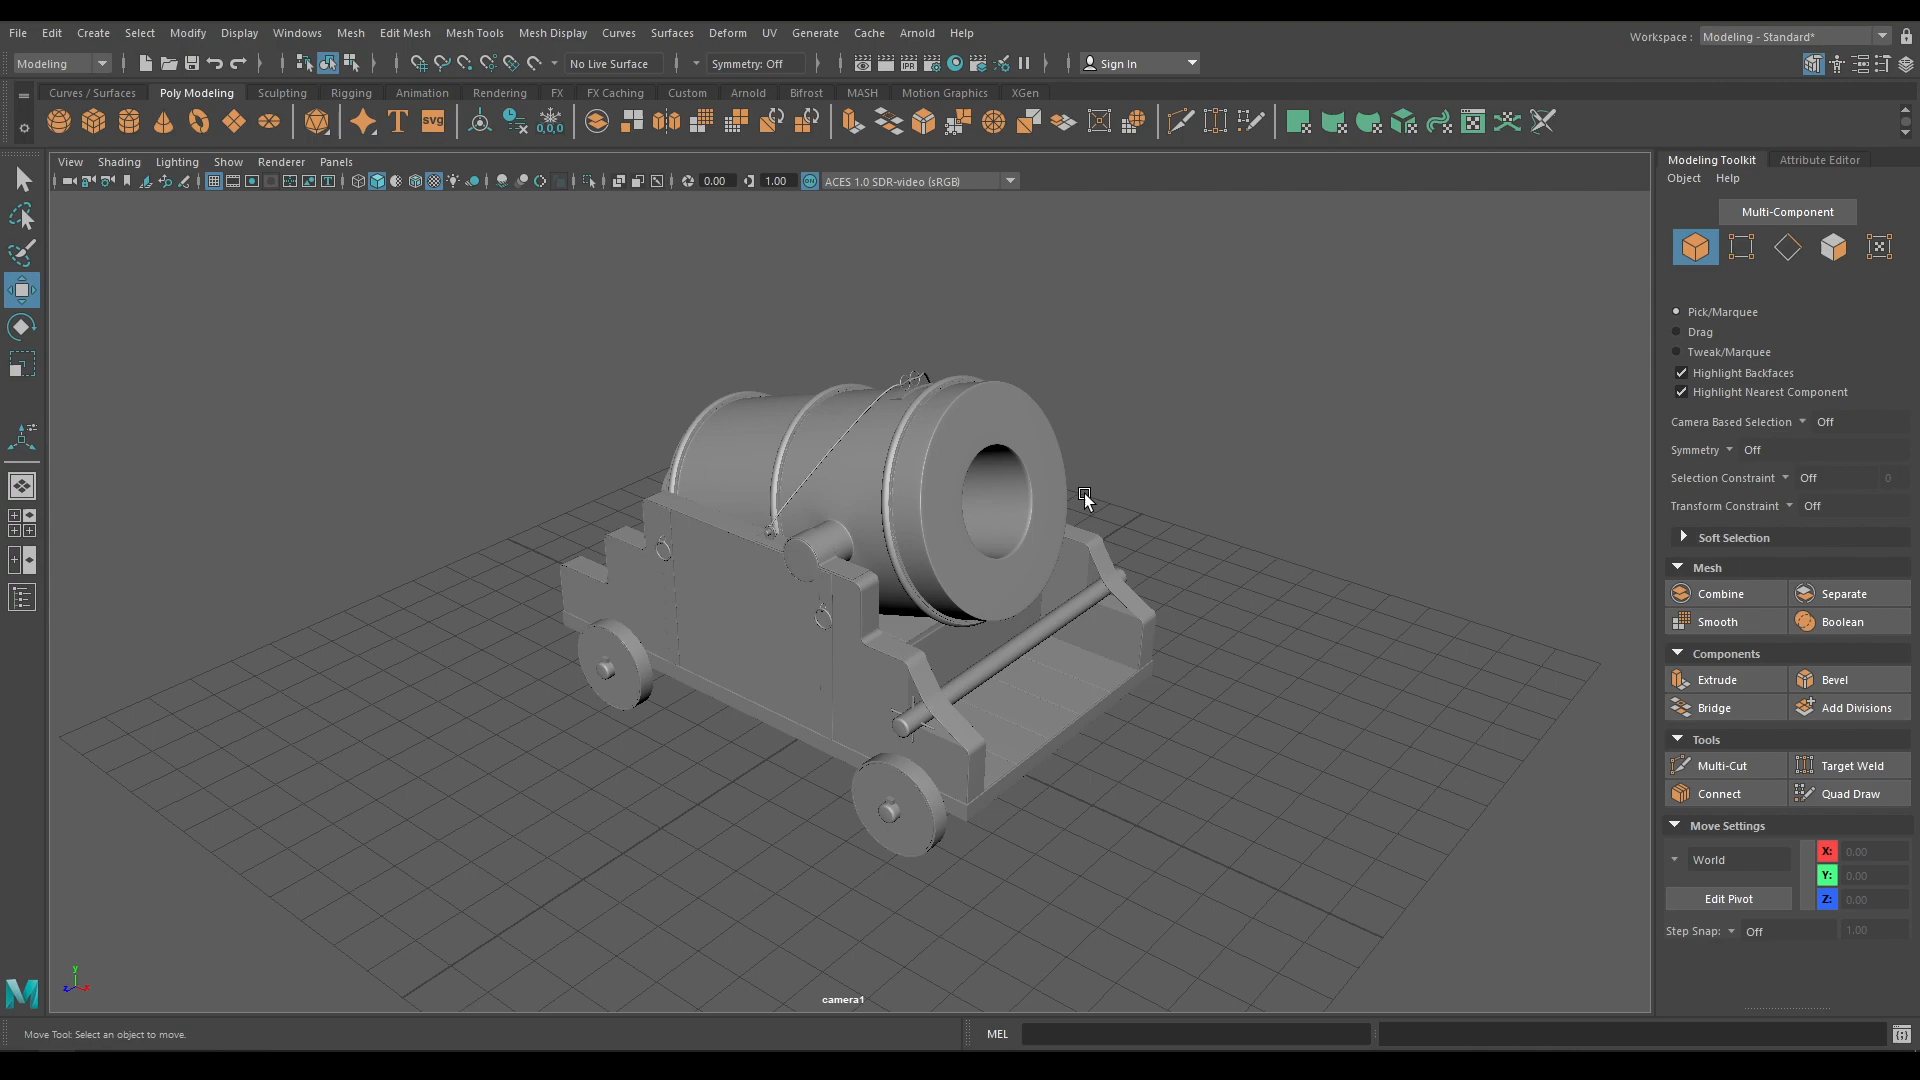 File Edit Create Select Modify Display Windows Mesh Edit Mesh Mesh Tools Mesh Display Curves Surfaces Deform UV Generate Cache Arnold Help
Workspace : Modeling - Standard*
Modeling No Live Surface Symmetry: Off Sign In
Curves / Surfaces Poly Modeling Sculpting Rigging Animation Rendering FX FX Caching Custom Arnold Bifrost MASH Motion Graphics XGen
T svg 0,0,0
View Shading Lighting Show Renderer Panels
0.00 1.00 ON ACES 1.0 SDR-video (sRGB)
Modeling Toolkit Attribute Editor
Object Help
Multi-Component
Pick/Marquee
Drag
Tweak/Marquee
Highlight Backfaces
Highlight Nearest Component
Camera Based Selection Off
Symmetry Off
Selection Constraint Off 0
Transform Constraint Off
Soft Selection
Mesh
Combine Separate
Smooth Boolean
Components
Extrude Bevel
Bridge Add Divisions
Tools
Multi-Cut Target Weld
Connect Quad Draw
Move Settings
World
X: 0.00
Y: 0.00
Edit Pivot
Z: 0.00
Step Snap: Off 1.00
y
z x
camera1
M
Move Tool: Select an object to move.
MEL